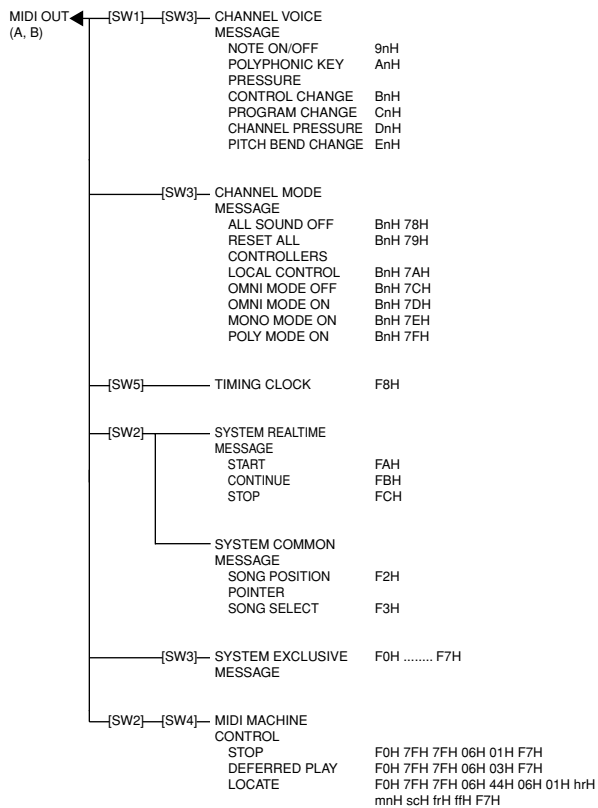 MIDI OUT [SW1] [SW3] CHANNEL VOICE
(A, B) MESSAGE
NOTE ON/OFF 9nH
POLYPHONIC KEY AnH
PRESSURE
CONTROL CHANGE BnH
PROGRAM CHANGE CnH
CHANNEL PRESSURE DnH
PITCH BEND CHANGE EnH
[SW3] CHANNEL MODE
MESSAGE
ALL SOUND OFF BnH 78H
RESET ALL BnH 79H
CONTROLLERS
LOCAL CONTROL BnH 7AH
OMNI MODE OFF BnH 7CH
OMNI MODE ON BnH 7DH
MONO MODE ON BnH 7EH
POLY MODE ON BnH 7FH
[SW5] TIMING CLOCK F8H
[SW2] SYSTEM REALTIME
MESSAGE
START FAH
CONTINUE FBH
STOP FCH
SYSTEM COMMON
MESSAGE
SONG POSITION F2H
POINTER
SONG SELECT F3H
[SW3] SYSTEM EXCLUSIVE F0H ........ F7H
MESSAGE
[SW2] [SW4] MIDI MACHINE
CONTROL
STOP F0H 7FH 7FH 06H 01H F7H
DEFERRED PLAY F0H 7FH 7FH 06H 03H F7H
LOCATE F0H 7FH 7FH 06H 44H 06H 01H hrH
mnH scH frH ffH F7H